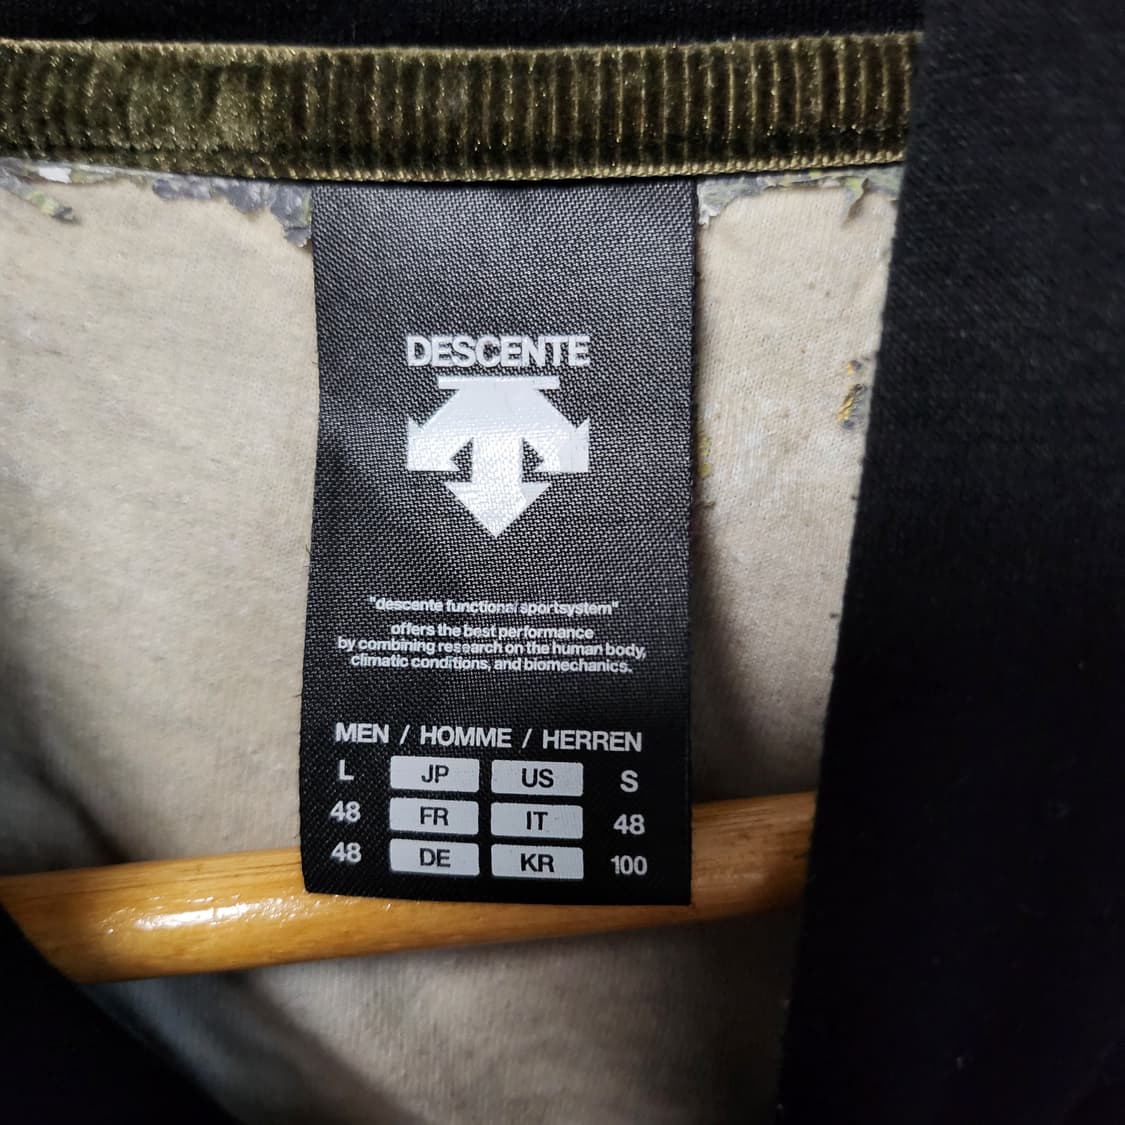 DESCENTE
"descente functional sportsystem"
offers the best performance
by combining research on the human body,
climatic conditions, and biomechanics.
MEN / HOMME / HERREN
L JP US S
48 FR IT 48
48 DE KR 100